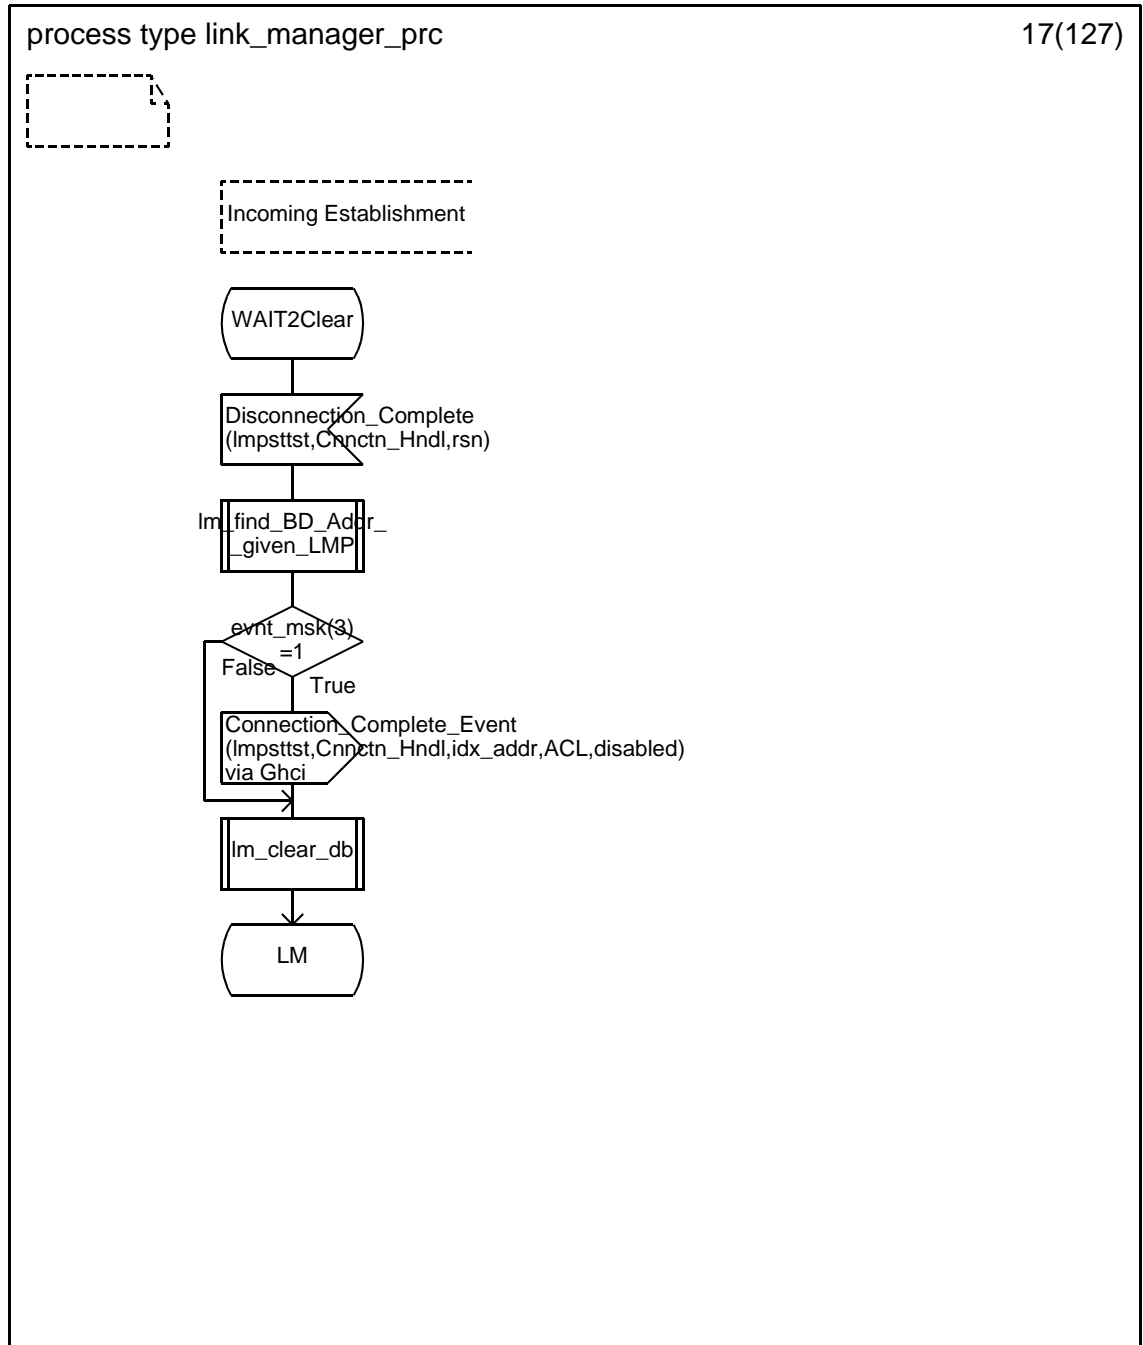 process type link_manager_prc
17(127)
Incoming Establishment
WAIT2Clear
Disconnection_Complete
(lmpsttst,Cnnctn_Hndl,rsn)
lm_find_BD_Addr_
_given_LMP
evnt_msk(3)
=1
False
True
Connection_Complete_Event
(lmpsttst,Cnnctn_Hndl,idx_addr,ACL,disabled)
via Ghci
lm_clear_db
LM